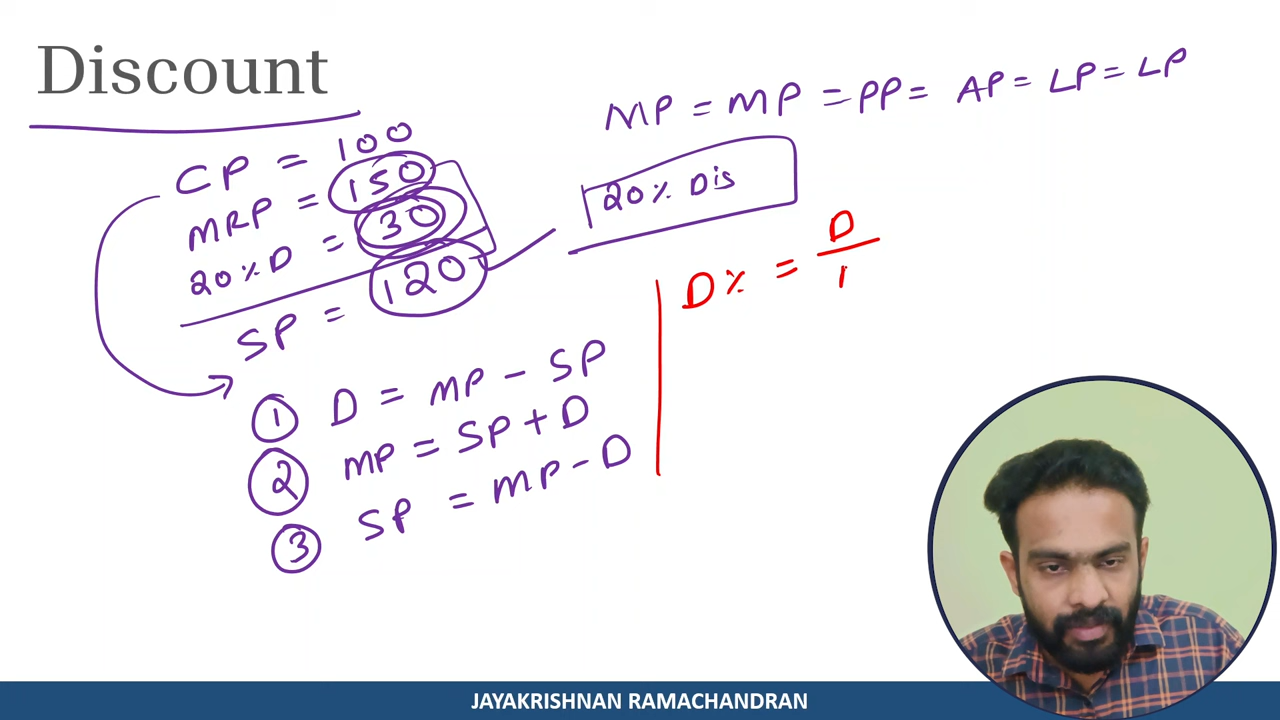 Discount
MP = MP = PP = AP = LP = LP
CP = 100
MRP = 150
20% D = 30
20% Dis
SP = 120
D% = D
1
① D = MP - SP
② MP = SP + D
③ SP = MP - D
JAYAKRISHNAN RAMACHANDRAN